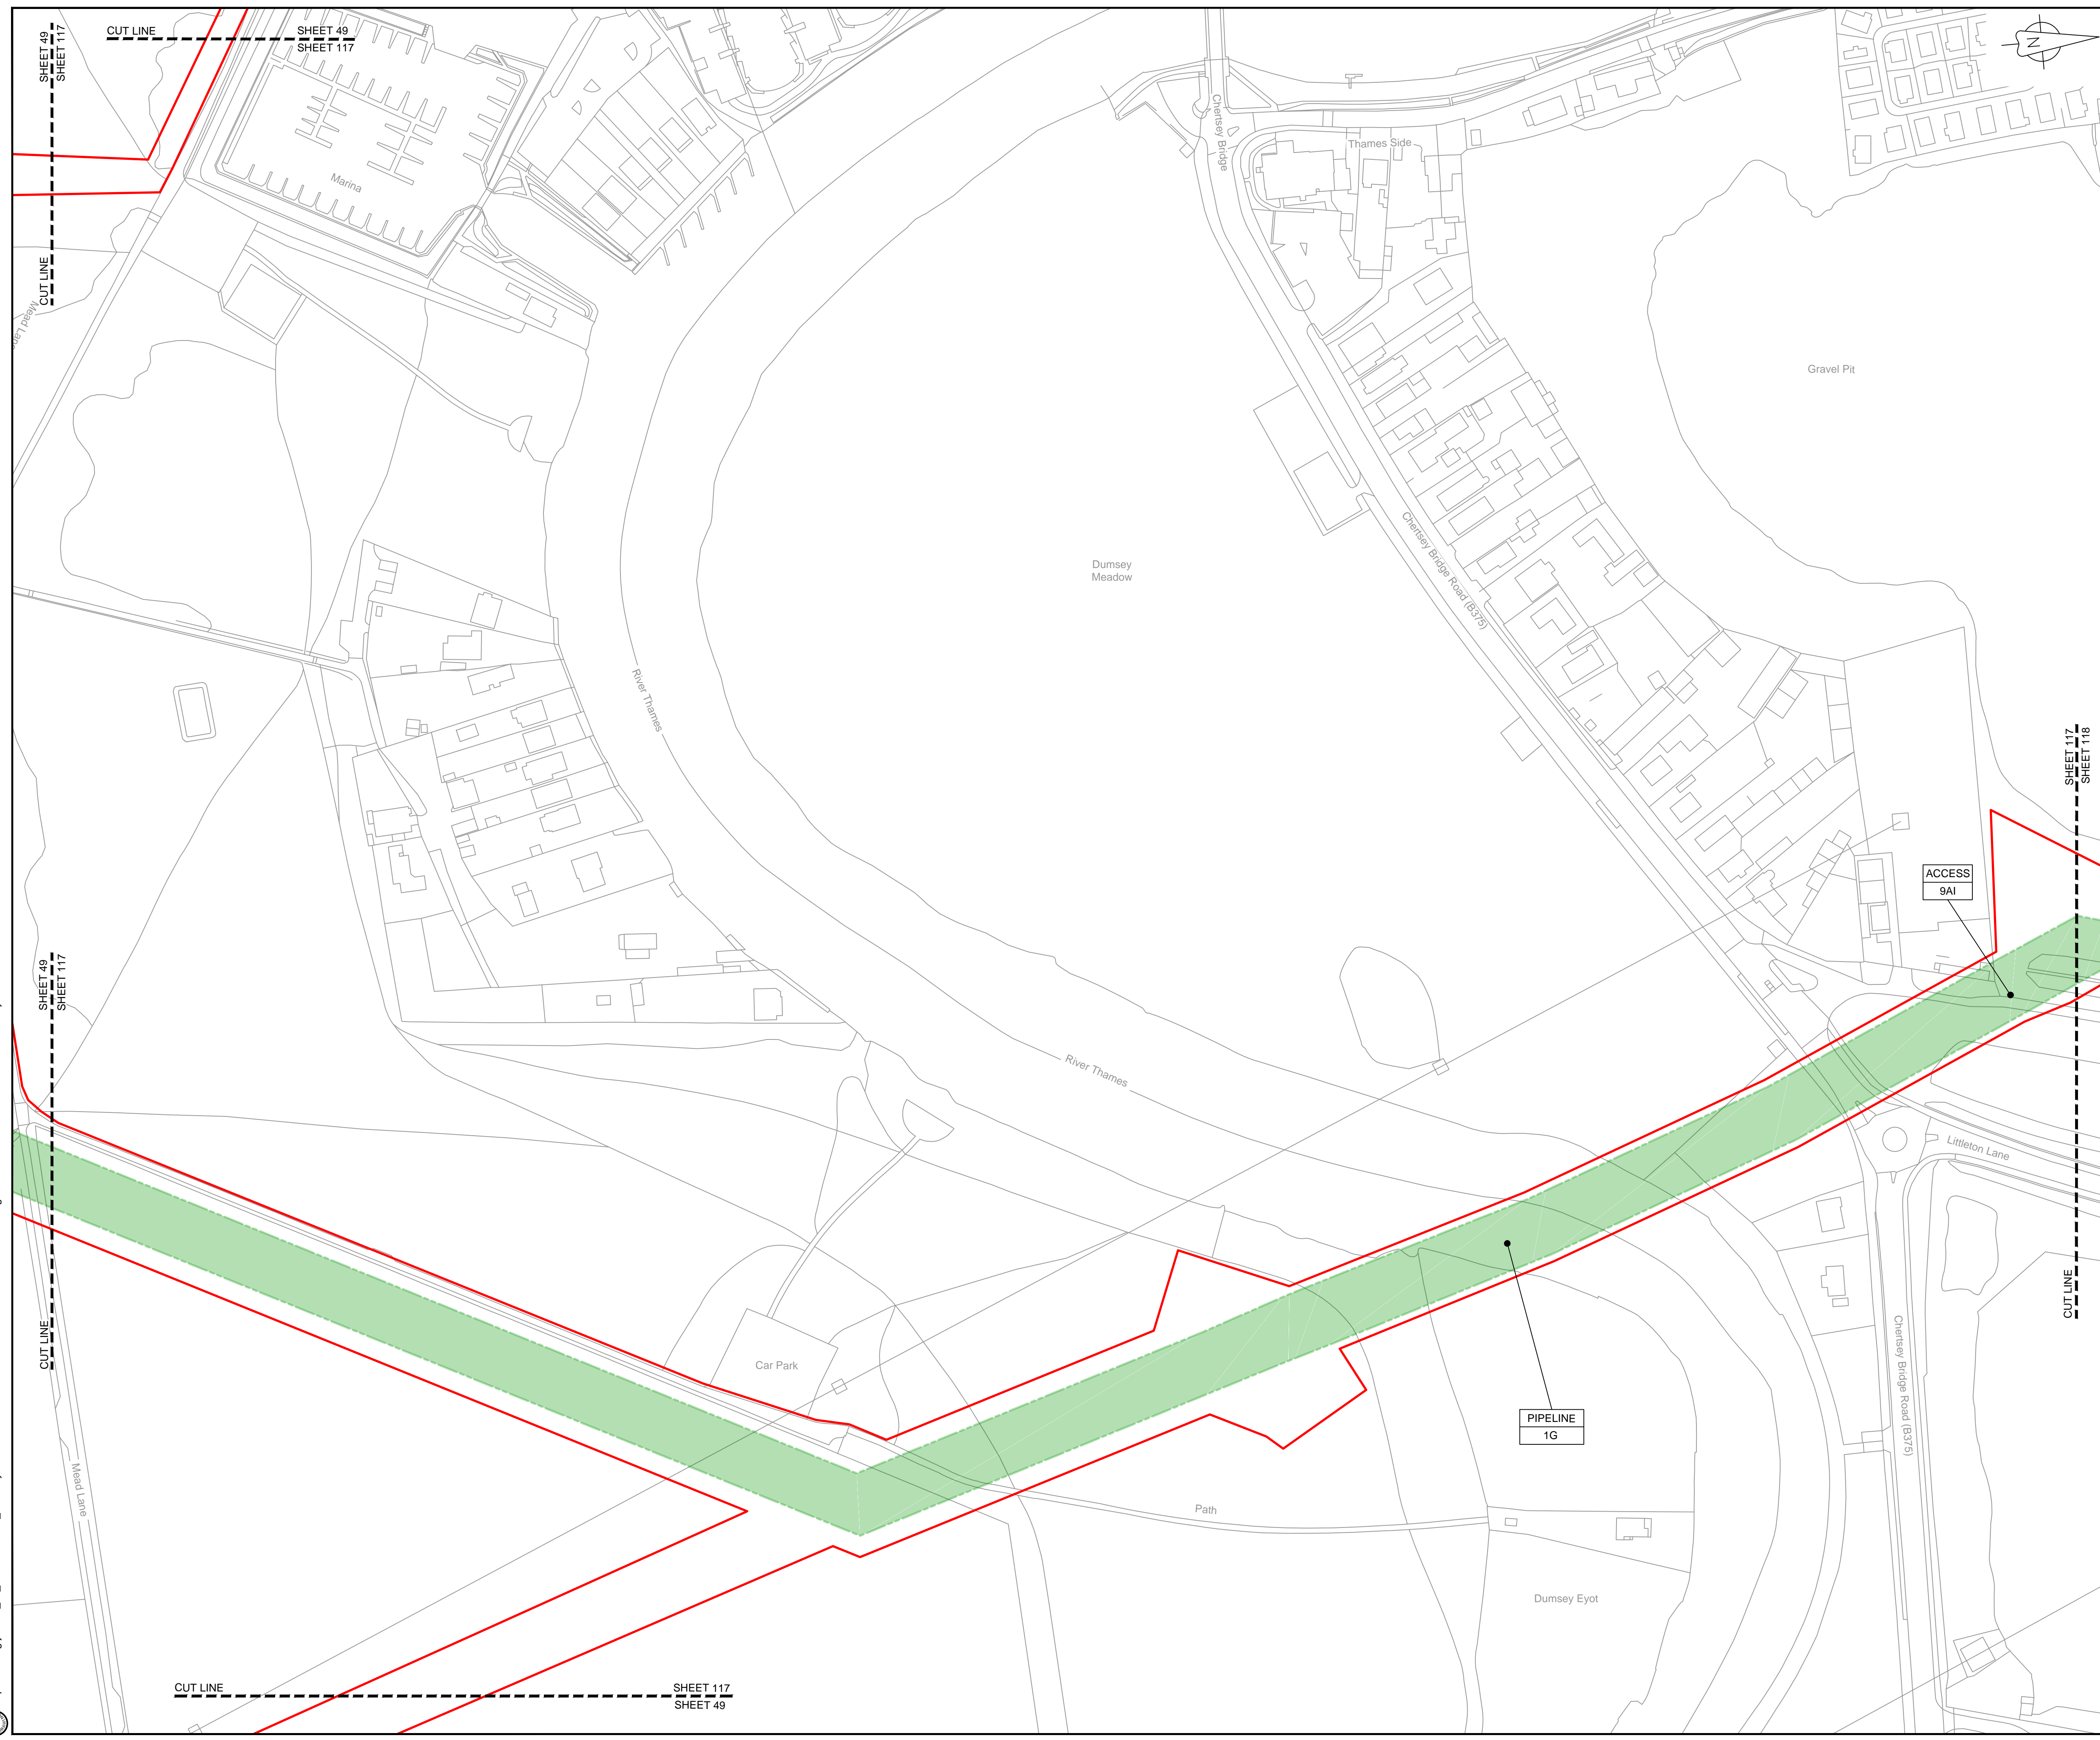 SHEET 49
SHEET 117
CUT LINE
CUT LINE
SHEET 49
SHEET 117
N
Marina
Mead Lane
Chertsey Bridge
Thames Side
Gravel Pit
Dumsey
Meadow
Chertsey Bridge Road (B375)
River Thames
SHEET 117
SHEET 118
CUT LINE
ACCESS
9AI
SHEET 49
SHEET 117
CUT LINE
River Thames
Littleton Lane
Car Park
Chertsey Bridge Road (B375)
PIPELINE
1G
Mead Lane
Path
Dumsey Eyot
CUT LINE
SHEET 117
SHEET 49